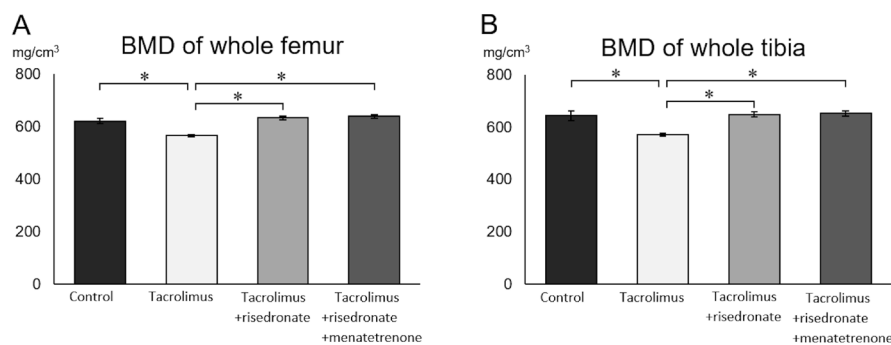 A
BMD of whole femur
mg/cm³
800
600
400
200
0
*
*
*
Control
Tacrolimus
Tacrolimus
+risedronate
Tacrolimus
+risedronate
+menatetrenone
B
BMD of whole tibia
mg/cm³
800
600
400
200
0
*
*
*
Control
Tacrolimus
Tacrolimus
+risedronate
Tacrolimus
+risedronate
+menatetrenone